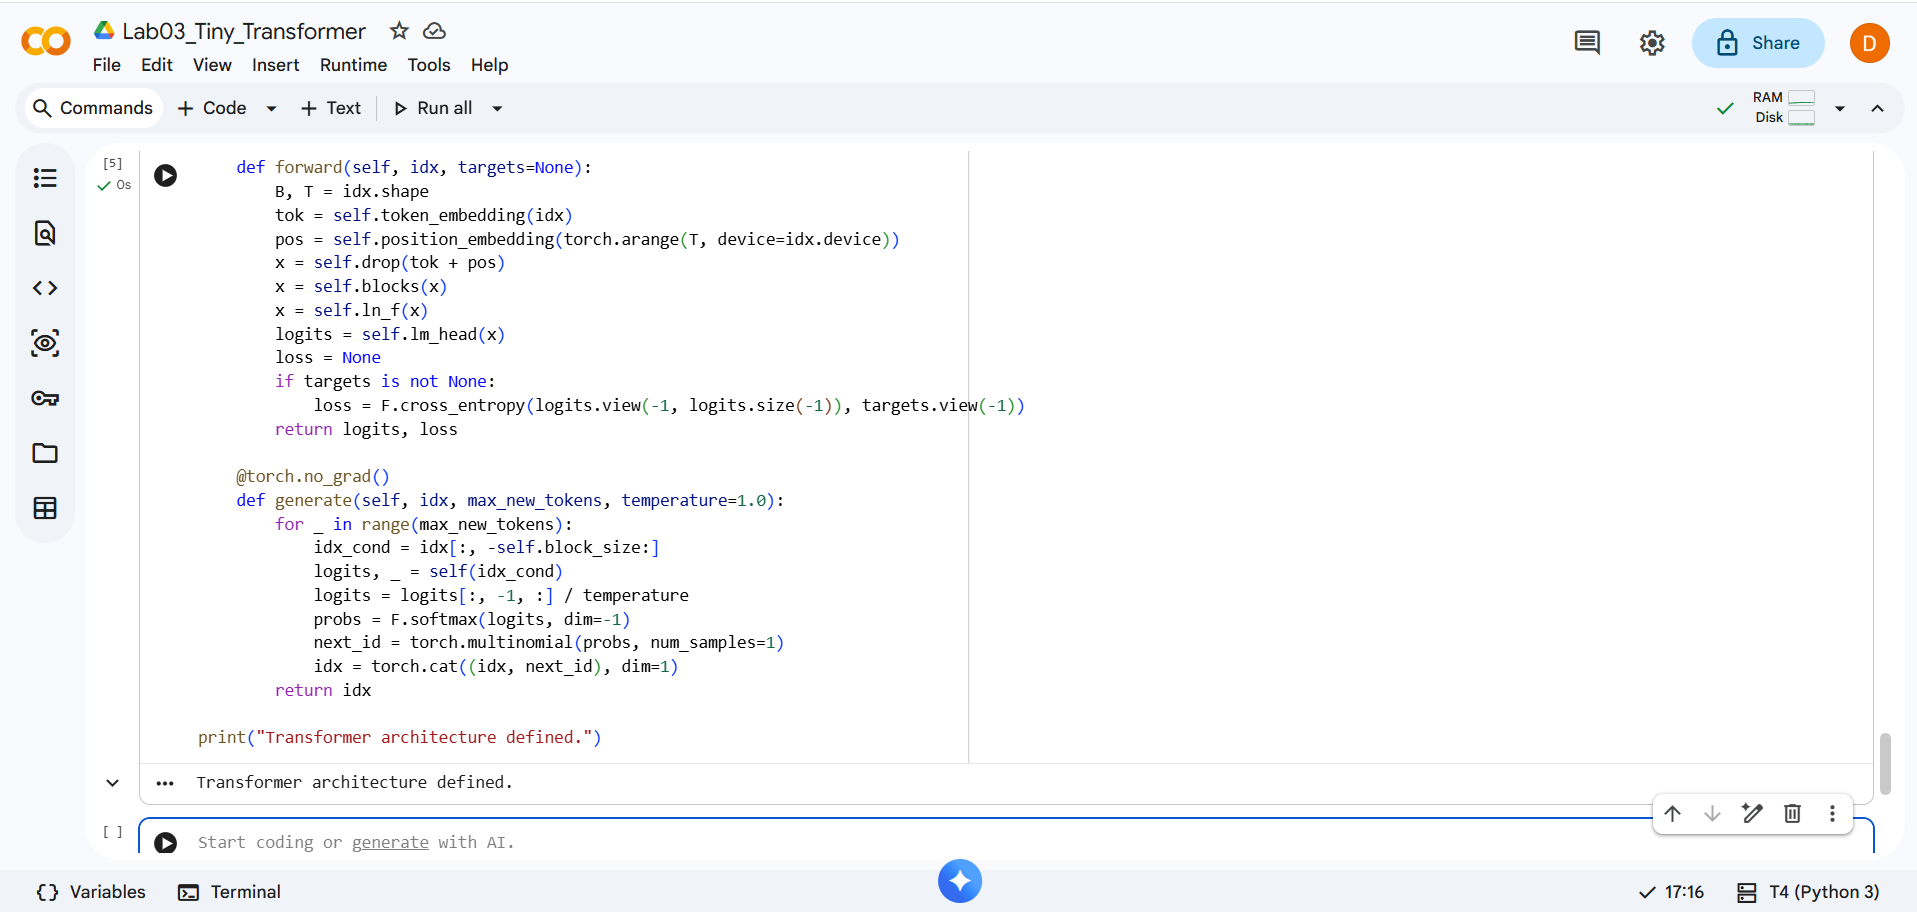 Lab03_Tiny_Transformer
File Edit View Insert Runtime Tools Help
Share
D
Commands + Code + Text Run all
RAM
Disk
[5]
0s
    def forward(self, idx, targets=None):
        B, T = idx.shape
        tok = self.token_embedding(idx)
        pos = self.position_embedding(torch.arange(T, device=idx.device))
        x = self.drop(tok + pos)
        x = self.blocks(x)
        x = self.ln_f(x)
        logits = self.lm_head(x)
        loss = None
        if targets is not None:
            loss = F.cross_entropy(logits.view(-1, logits.size(-1)), targets.view(-1))
        return logits, loss
    @torch.no_grad()
    def generate(self, idx, max_new_tokens, temperature=1.0):
        for _ in range(max_new_tokens):
            idx_cond = idx[:, -self.block_size:]
            logits, _ = self(idx_cond)
            logits = logits[:, -1, :] / temperature
            probs = F.softmax(logits, dim=-1)
            next_id = torch.multinomial(probs, num_samples=1)
            idx = torch.cat((idx, next_id), dim=1)
        return idx
print("Transformer architecture defined.")
Transformer architecture defined.
[ ]
Start coding or generate with AI.
{} Variables Terminal
17:16 T4 (Python 3)